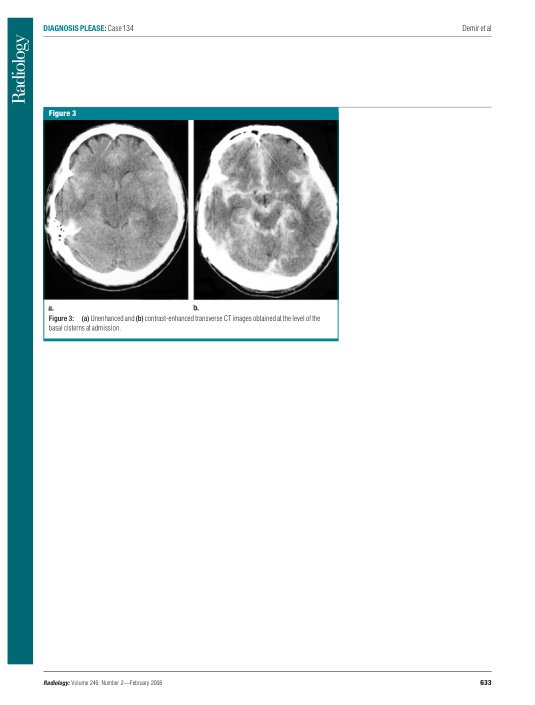 DIAGNOSIS PLEASE: Case 134
Demir et al
Radiology
Figure 3
a.
b.
Figure 3: (a) Unenhanced and (b) contrast-enhanced transverse CT images obtained at the level of the
basal cisterns at admission.
Radiology: Volume 246: Number 2—February 2008
633